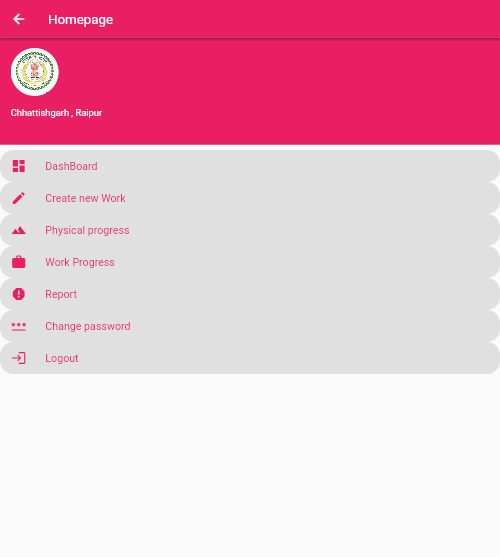 Homepage
Chhattishgarh , Raipur
DashBoard
Create new Work
Physical progress
Work Progress
Report
Change password
Logout